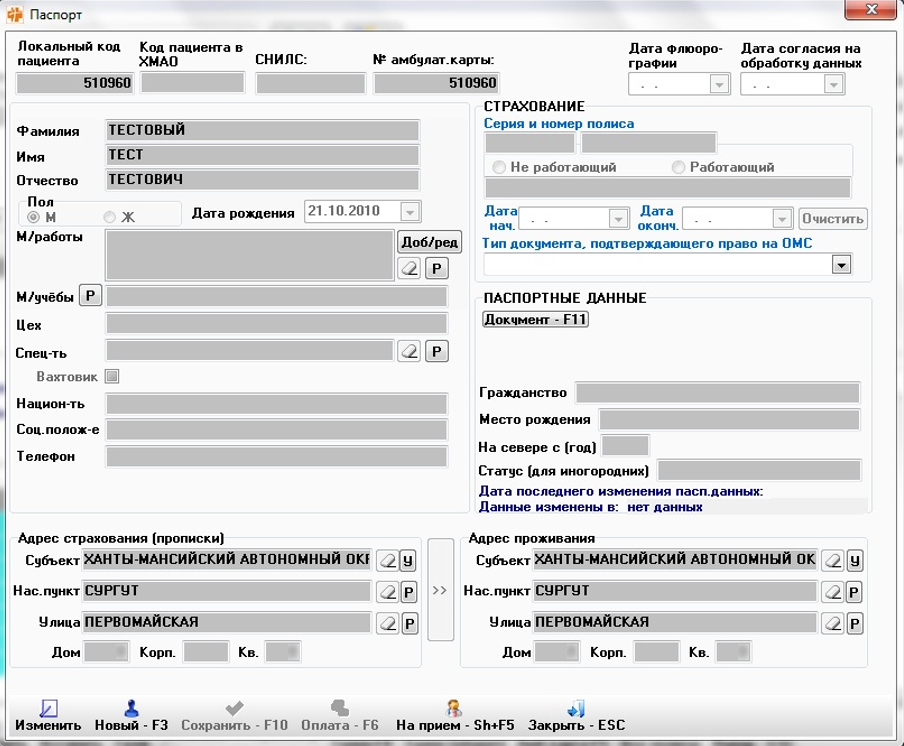 Паспорт
Локальный код пациента
Код пациента в ХМАО
СНИЛС:
№ амбулат.карты:
Дата флюоро-графии
Дата согласия на обработку данных
510960
510960
. .
. .
Фамилия ТЕСТОВЫЙ
Имя ТЕСТ
Отчество ТЕСТОВИЧ
Пол
М Ж
Дата рождения 21.10.2010
М/работы
Доб/ред
Р
М/учёбы Р
Цех
Спец-ть Р
Вахтовик
Национ-ть
Соц.полож-е
Телефон
СТРАХОВАНИЕ
Серия и номер полиса
Не работающий Работающий
Дата нач. . .
Дата оконч. . .
Очистить
Тип документа, подтверждающего право на ОМС
ПАСПОРТНЫЕ ДАННЫЕ
Документ - F11
Гражданство
Место рождения
На севере с (год)
Статус (для иногородних)
Дата последнего изменения пасп.данных:
Данные изменены в: нет данных
Адрес страхования (прописки)
Субъект ХАНТЫ-МАНСИЙСКИЙ АВТОНОМНЫЙ ОКР У
Нас.пункт СУРГУТ Р
Улица ПЕРВОМАЙСКАЯ Р
Дом Корп. Кв.
>>
Адрес проживания
Субъект ХАНТЫ-МАНСИЙСКИЙ АВТОНОМНЫЙ ОК У
Нас.пункт СУРГУТ Р
Улица ПЕРВОМАЙСКАЯ Р
Дом Корп. Кв.
Изменить Новый - F3 Сохранить - F10 Оплата - F6 На прием - Sh+F5 Закрыть - ESC